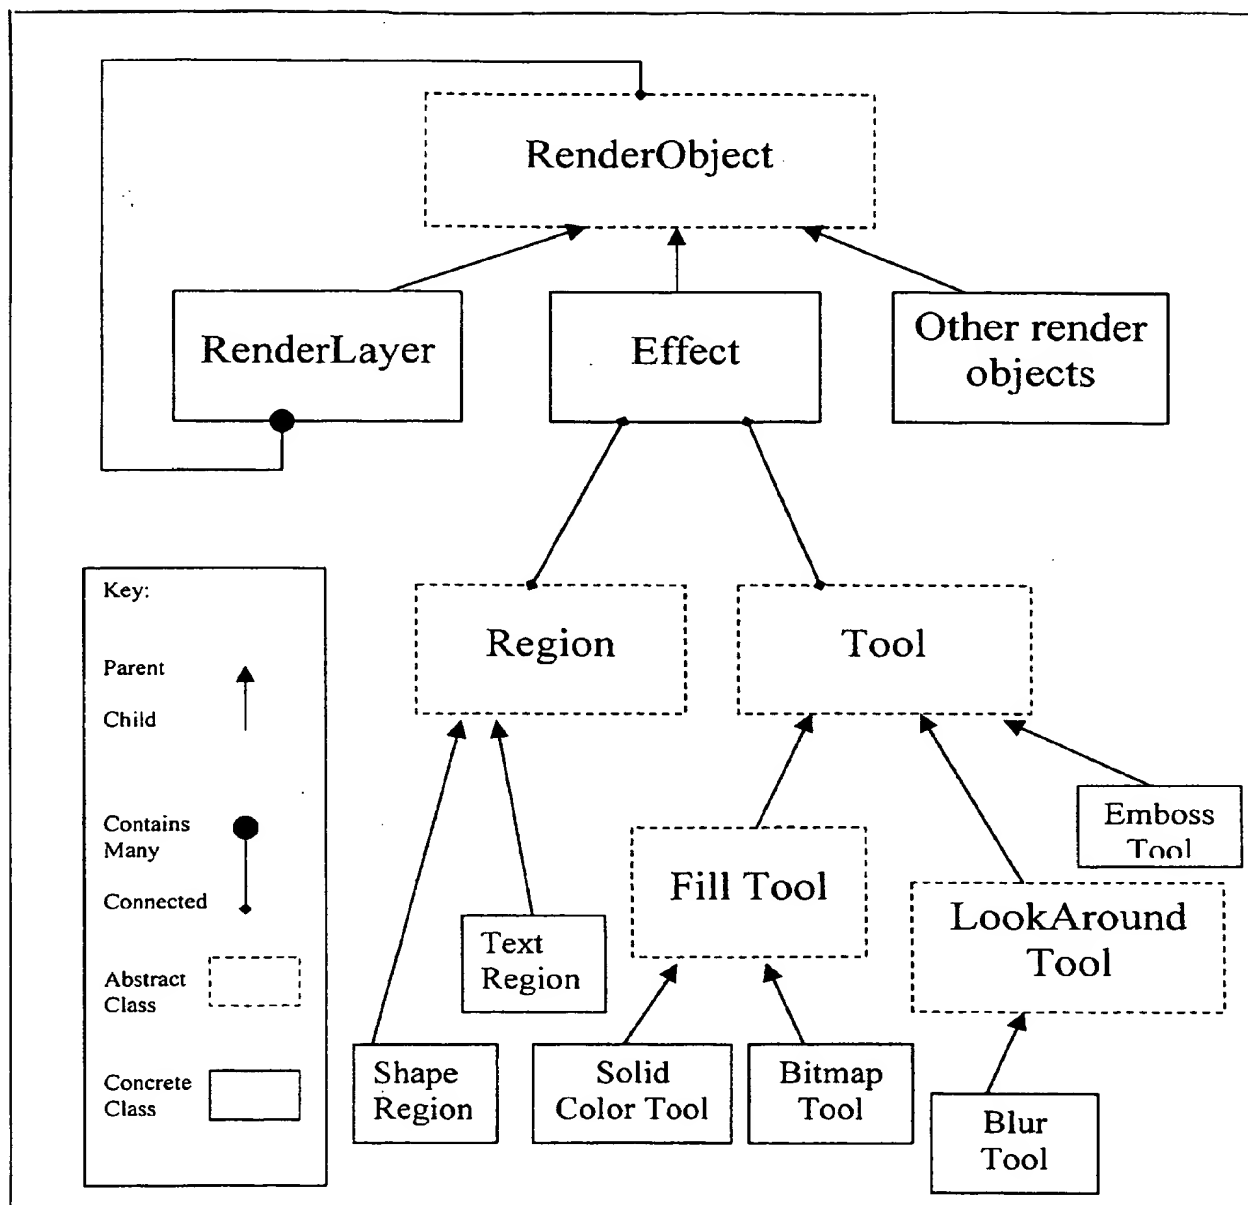 RenderObject
RenderLayer
Effect
Other render
objects
Key:
Parent
Child
Contains
Many
Connected
Abstract
Class
Concrete
Class
Region
Tool
Emboss
Tool
Fill Tool
LookAround
Tool
Text
Region
Shape
Region
Solid
Color Tool
Bitmap
Tool
Blur
Tool